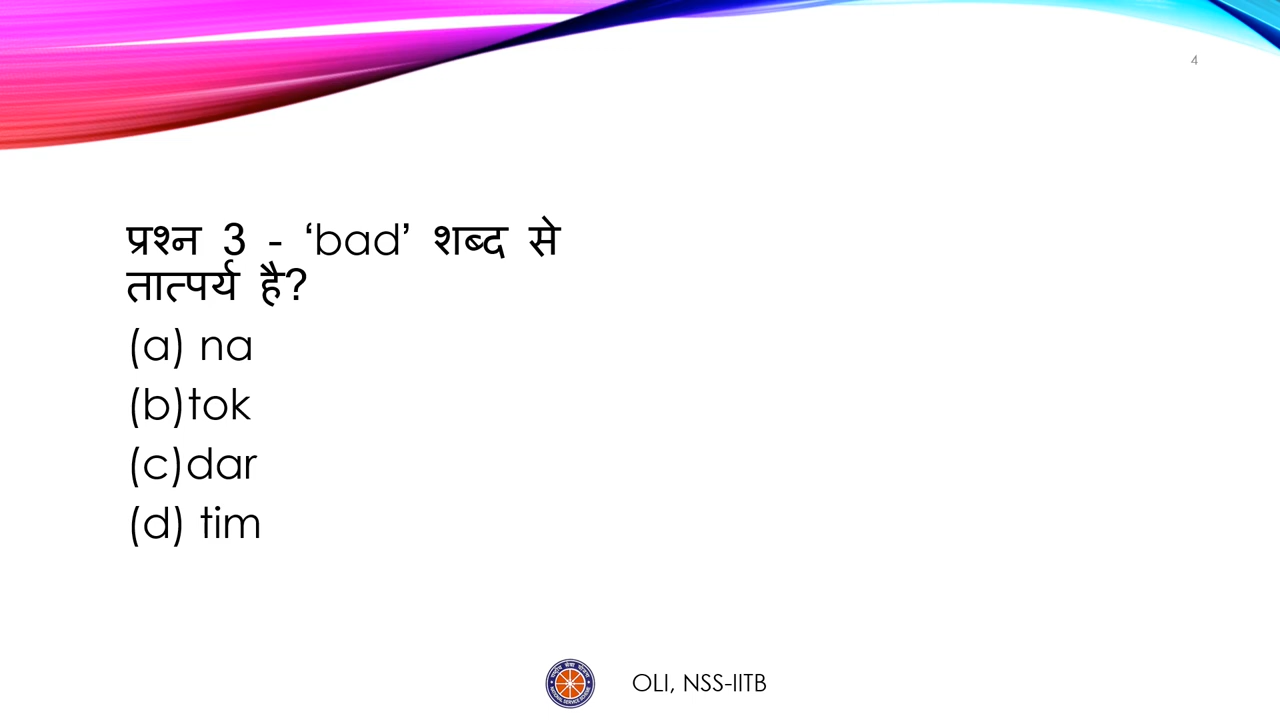 4
प्रश्न 3 - ‘bad’ शब्द से
तात्पर्य है?
(a) na
(b)tok
(c)dar
(d) tim
OLI, NSS-IITB